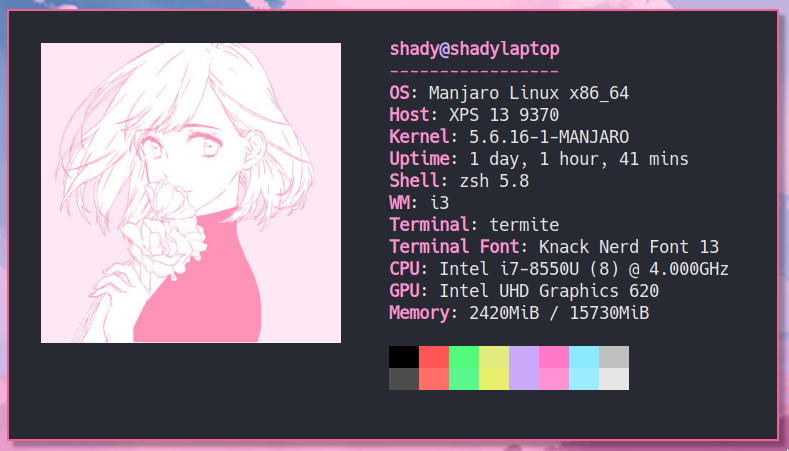 shady@shadylaptop
-----------------
OS: Manjaro Linux x86_64
Host: XPS 13 9370
Kernel: 5.6.16-1-MANJARO
Uptime: 1 day, 1 hour, 41 mins
Shell: zsh 5.8
WM: i3
Terminal: termite
Terminal Font: Knack Nerd Font 13
CPU: Intel i7-8550U (8) @ 4.000GHz
GPU: Intel UHD Graphics 620
Memory: 2420MiB / 15730MiB